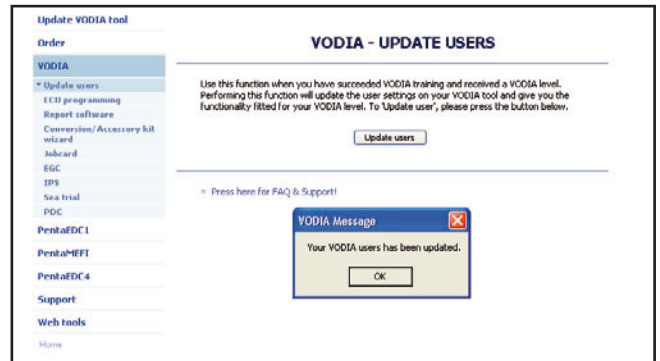 Update VODIA tool
Order
VODIA
Update users
ECU programming
Report software
Conversion/Accessory kit
wizard
Jobcard
EGC
IPS
Sea trial
PDC
PentaEDC1
PentaMEFI
PentaEDC4
Support
Web tools
Home
VODIA - UPDATE USERS
Use this function when you have succeeded VODIA training and received a VODIA level.
Performing this function will update the user settings on your VODIA tool and give you the
functionality fitted for your VODIA level. To 'Update user', please press the button below.
Update users
Press here for FAQ & Support!
VODIA Message
Your VODIA users has been updated.
OK